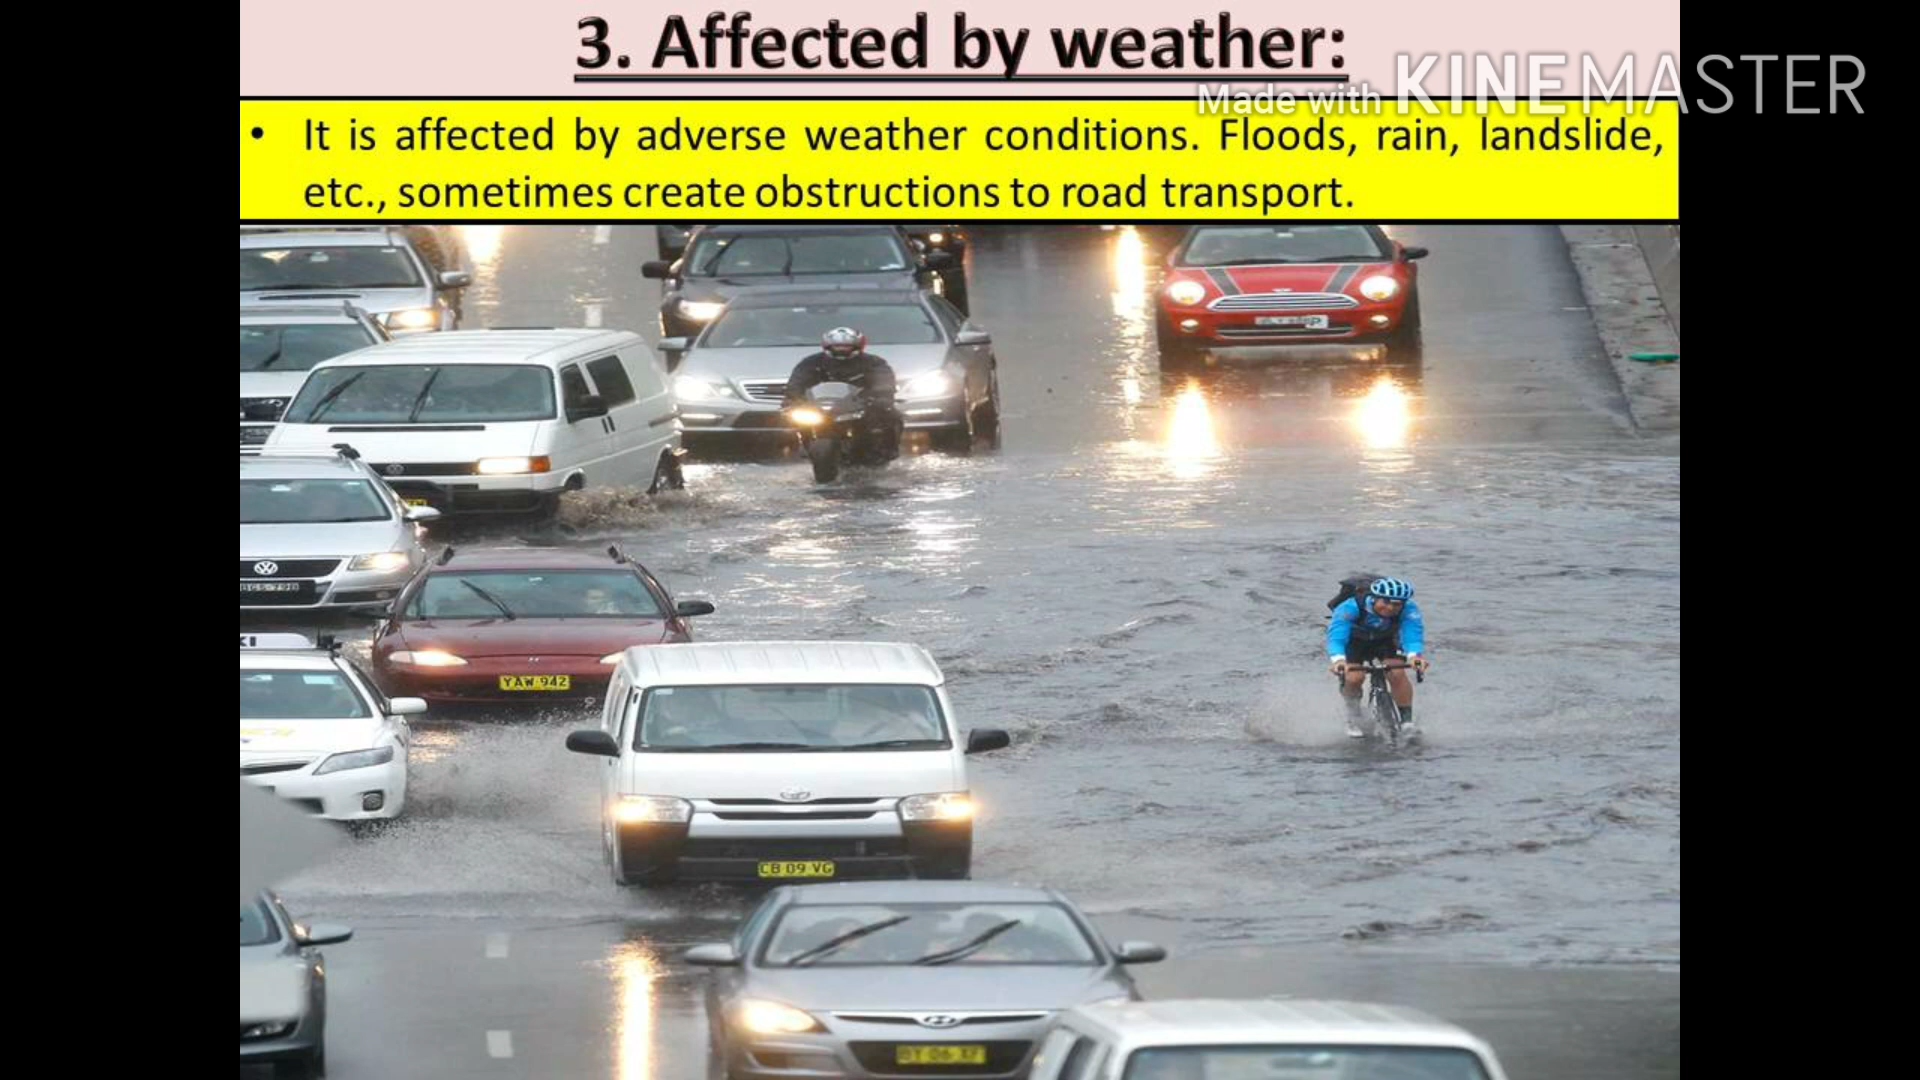 3. Affected by weather:
Made with KINEMASTER
• It is affected by adverse weather conditions. Floods, rain, landslide,
etc., sometimes create obstructions to road transport.
YAW 942
CB 09 VG